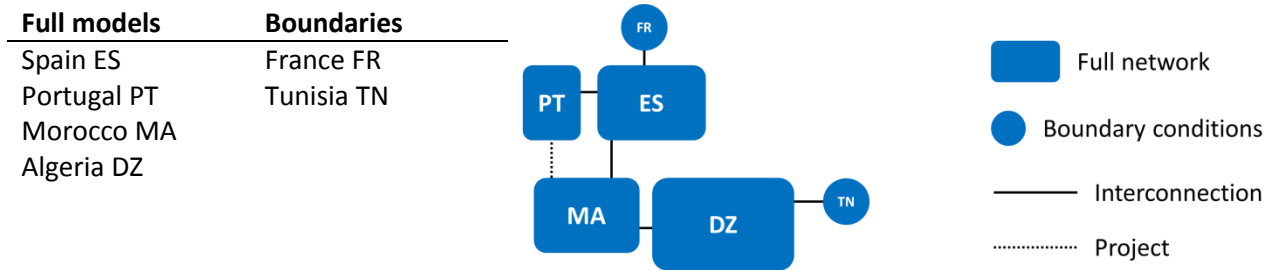 Full models Boundaries
Spain ES France FR
Portugal PT Tunisia TN
Morocco MA
Algeria DZ
FR
PT ES
MA DZ TN
Full network
Boundary conditions
Interconnection
Project